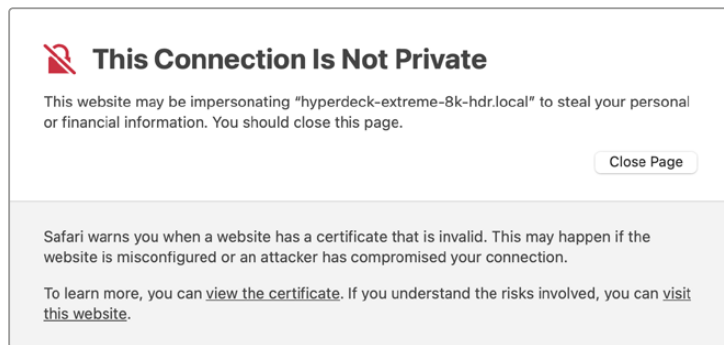 This Connection Is Not Private
This website may be impersonating “hyperdeck-extreme-8k-hdr.local” to steal your personal
or financial information. You should close this page.
Close Page
Safari warns you when a website has a certificate that is invalid. This may happen if the
website is misconfigured or an attacker has compromised your connection.
To learn more, you can view the certificate. If you understand the risks involved, you can visit
this website.